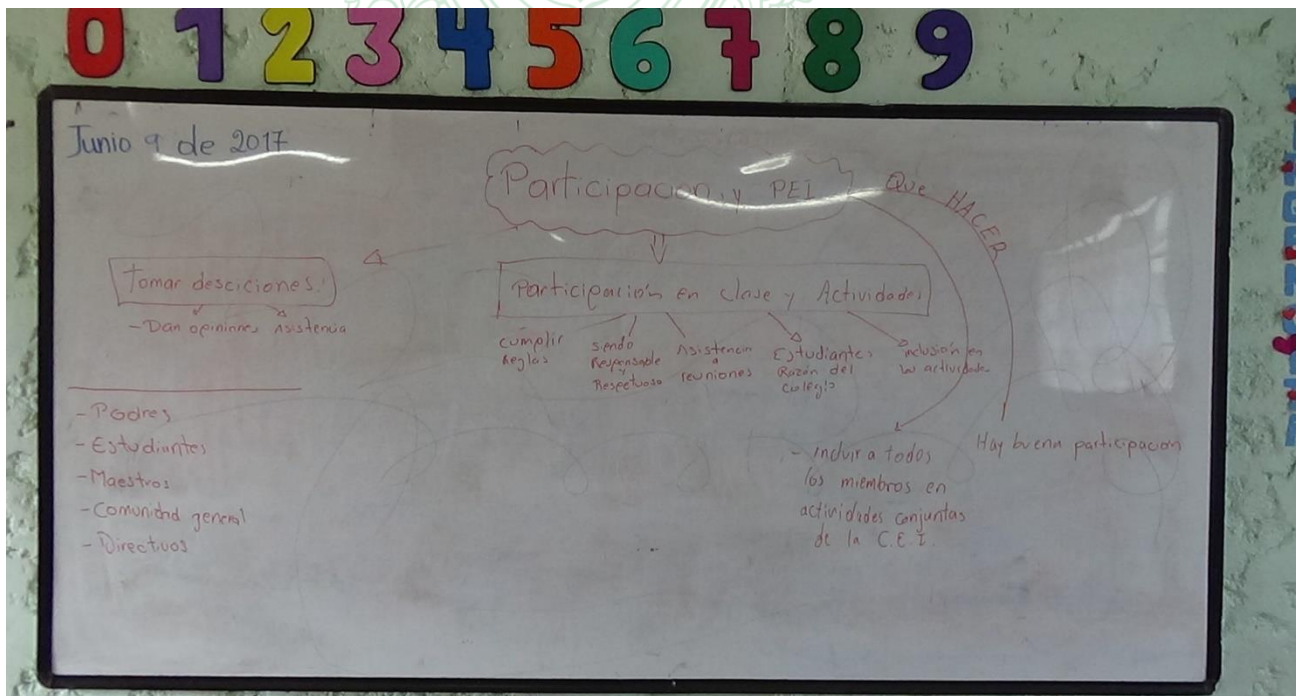 0 1 2 3 4 5 6 7 8 9
Junio 9 de 2017
Participacion y PEI
QUE HACER
Tomar desciciones.
- Dan opiniones
Asistencia
Participación en clase y Actividades
cumplir
Reglas
siendo
Responsable
y
Respetuoso
Asistencia
a
reuniones
Estudiantes
Razón del
Colegio
inclusión en
las actividades
- Padres
- Estudiantes
- Maestros
- Comunidad general
- Directivos
- incluir a todos
los miembros en
actividades conjuntas
de la C.E.I.
Hay buena participación